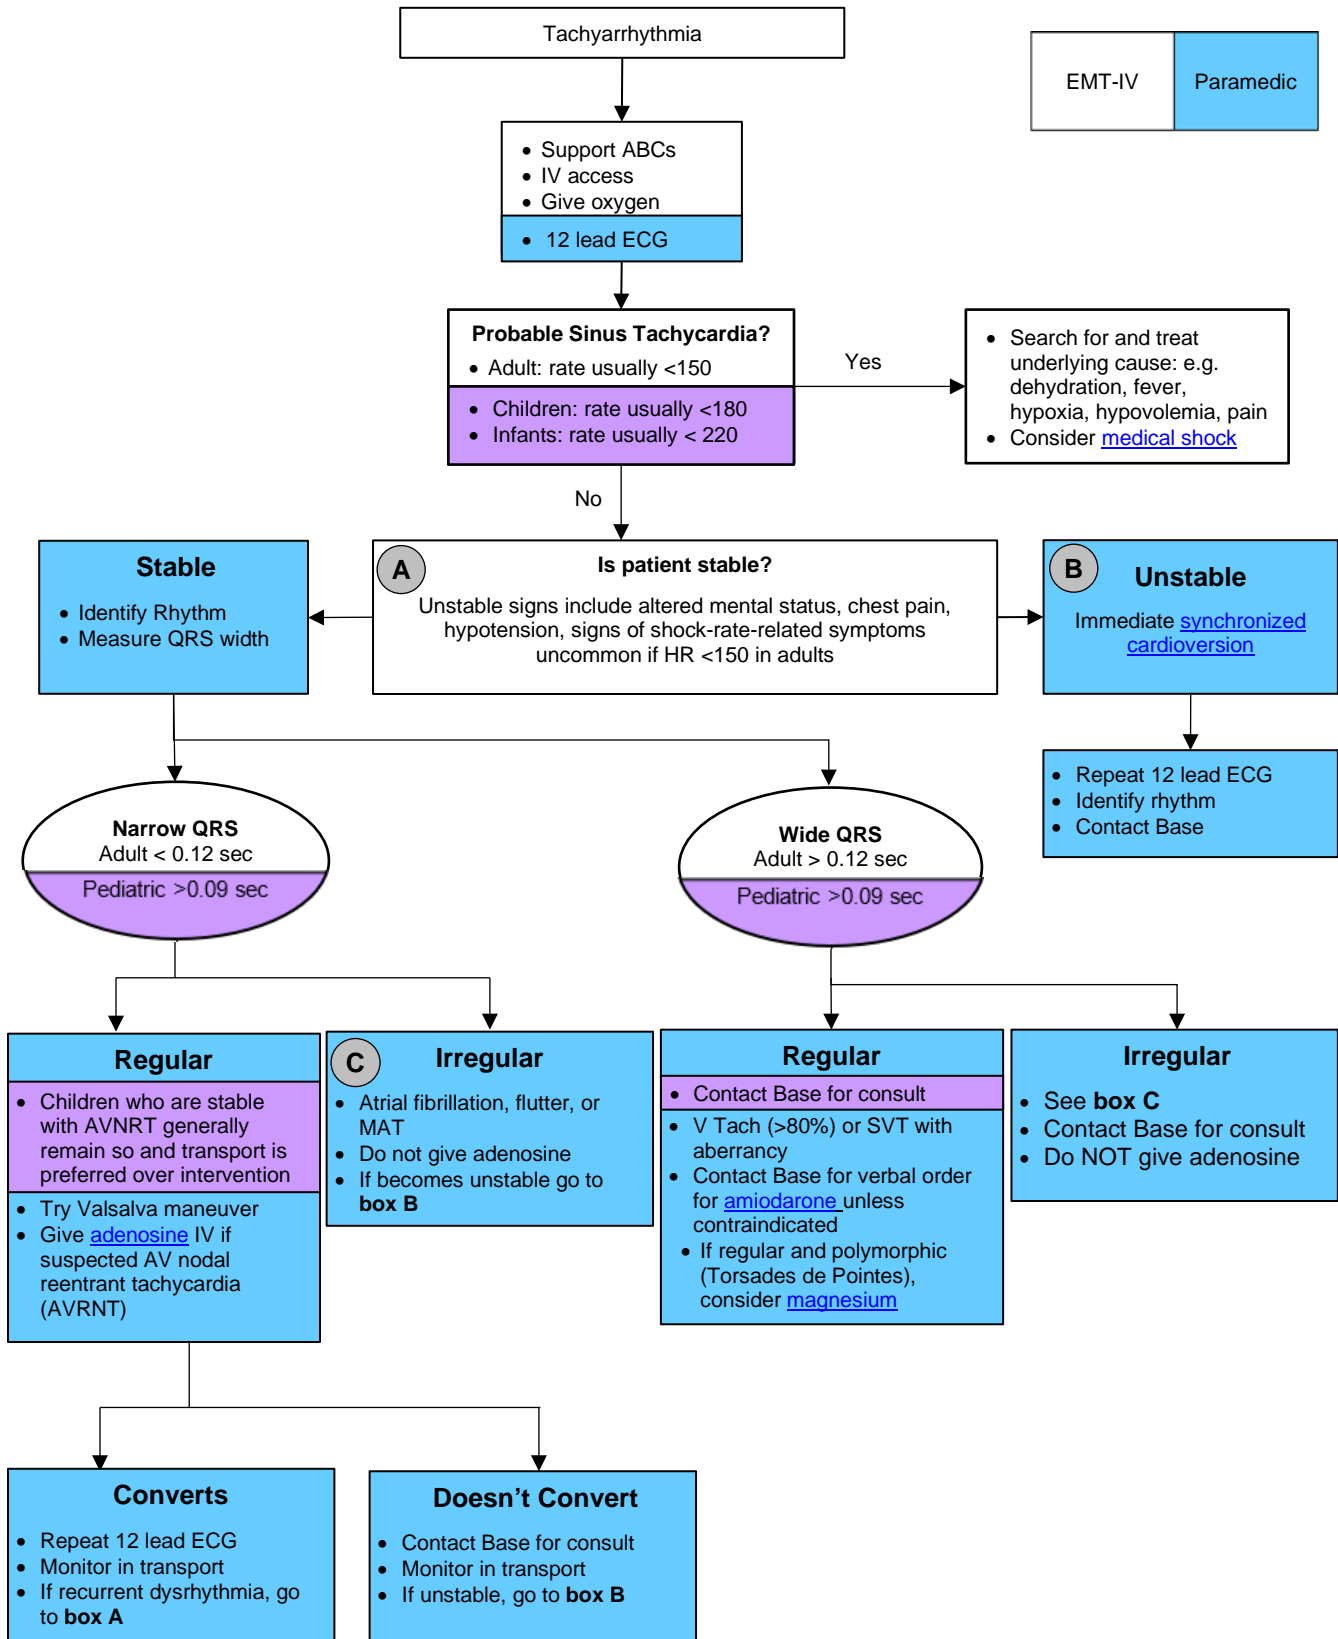 Tachyarrhythmia
EMT-IV
Paramedic
• Support ABCs
• IV access
• Give oxygen
• 12 lead ECG
Probable Sinus Tachycardia?
• Adult: rate usually <150
• Children: rate usually <180
• Infants: rate usually < 220
Yes
• Search for and treat
underlying cause: e.g.
dehydration, fever,
hypoxia, hypovolemia, pain
• Consider medical shock
No
Stable
• Identify Rhythm
• Measure QRS width
A
Is patient stable?
Unstable signs include altered mental status, chest pain,
hypotension, signs of shock-rate-related symptoms
uncommon if HR <150 in adults
B
Unstable
Immediate synchronized
cardioversion
• Repeat 12 lead ECG
• Identify rhythm
• Contact Base
Narrow QRS
Adult < 0.12 sec
Pediatric >0.09 sec
Wide QRS
Adult > 0.12 sec
Pediatric >0.09 sec
Regular
• Children who are stable
with AVNRT generally
remain so and transport is
preferred over intervention
• Try Valsalva maneuver
• Give adenosine IV if
suspected AV nodal
reentrant tachycardia
(AVRNT)
C
Irregular
• Atrial fibrillation, flutter, or
MAT
• Do not give adenosine
• If becomes unstable go to
box B
Regular
• Contact Base for consult
• V Tach (>80%) or SVT with
aberrancy
• Contact Base for verbal order
for amiodarone unless
contraindicated
• If regular and polymorphic
(Torsades de Pointes),
consider magnesium
Irregular
• See box C
• Contact Base for consult
• Do NOT give adenosine
Converts
• Repeat 12 lead ECG
• Monitor in transport
• If recurrent dysrhythmia, go
to box A
Doesn't Convert
• Contact Base for consult
• Monitor in transport
• If unstable, go to box B